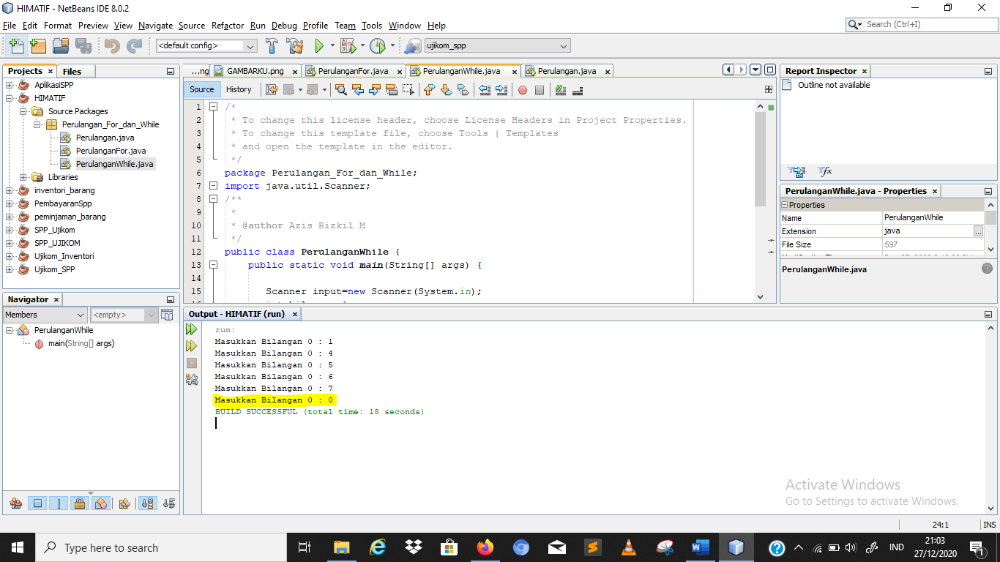 HIMATIF - NetBeans IDE 8.0.2
File Edit Format Preview View Navigate Source Refactor Run Debug Profile Team Tools Window Help
Search (Ctrl+I)
<default config>
ujikom_spp
Projects
Files
AplikasiSPP
HIMATIF
Source Packages
Perulangan_For_dan_While
Perulangan.java
PerulanganFor.java
PerulanganWhile.java
Libraries
inventori_barang
PembayaranSpp
peminjaman_barang
SPP_Ujikom
SPP_UJIKOM
Ujikom_Inventori
Ujikom_SPP
Navigator
Members
<empty>
PerulanganWhile
main(String[] args)
...ng GAMBARKU.png PerulanganFor.java PerulanganWhile.java Perulangan.java
Source History
1 /*
2 * To change this license header, choose License Headers in Project Properties.
3 * To change this template file, choose Tools | Templates
4 * and open the template in the editor.
5 */
6 package Perulangan_For_dan_While;
7 import java.util.Scanner;
8 /**
9 *
10 * @author Azis Rizkil M
11 */
12 public class PerulanganWhile {
13 public static void main(String[] args) {
14
15 Scanner input=new Scanner(System.in);
Output - HIMATIF (run)
run:
Masukkan Bilangan 0 : 1
Masukkan Bilangan 0 : 4
Masukkan Bilangan 0 : 5
Masukkan Bilangan 0 : 6
Masukkan Bilangan 0 : 7
Masukkan Bilangan 0 : 0
BUILD SUCCESSFUL (total time: 18 seconds)
Report Inspector
Outline not available
PerulanganWhile.java - Properties
Properties
Name PerulanganWhile
Extension java
File Size 597
PerulanganWhile.java
Activate Windows
Go to Settings to activate Windows.
24:1 INS
Type here to search
IND
21:03
27/12/2020